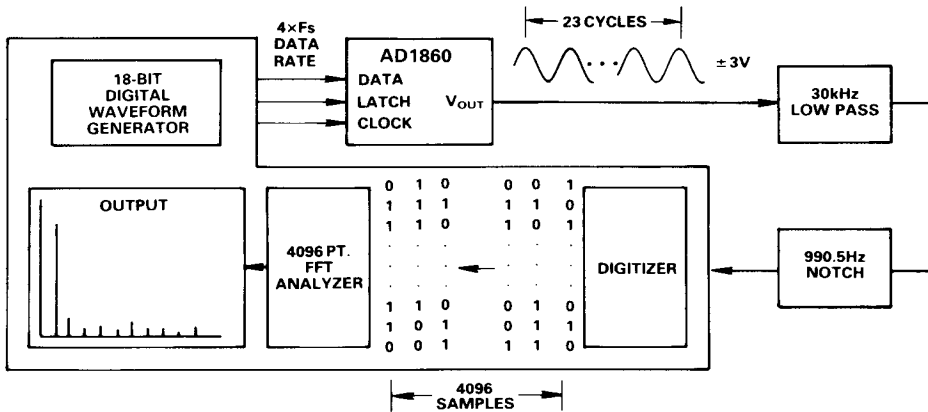 18-BIT
DIGITAL
WAVEFORM
GENERATOR
4×Fs
DATA
RATE
AD1860
DATA
LATCH
CLOCK
VOUT
23 CYCLES
± 3V
30kHz
LOW PASS
OUTPUT
4096 PT.
FFT
ANALYZER
0 1 0 0 0 1
1 1 1 1 1 0
1 1 0 1 0 1
1 1 0 0 1 0
1 0 1 0 1 1
0 0 1 1 1 0
DIGITIZER
990.5Hz
NOTCH
4096
SAMPLES